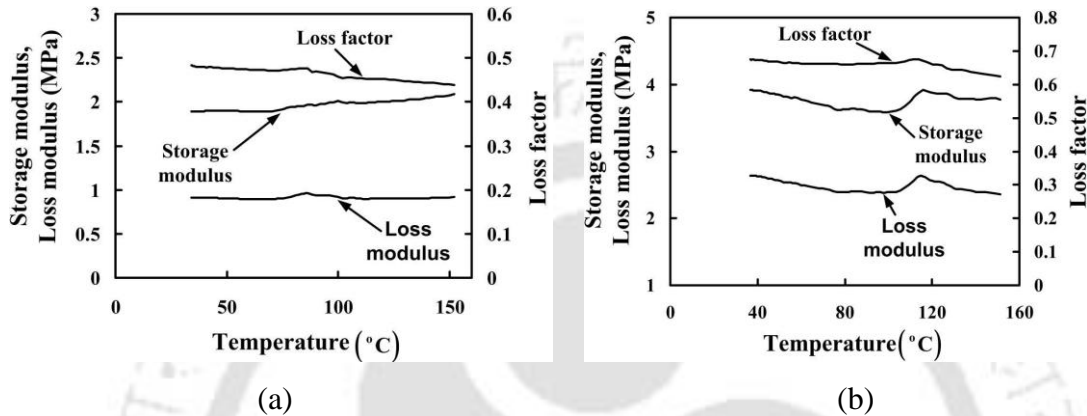 Storage modulus,
Loss modulus (MPa)
3
2.5
2
1.5
1
0.5
0
Loss factor
Storage
modulus
Loss
modulus
0.6
0.5
0.4
0.3
0.2
0.1
0
Loss factor
0 50 100 150
Temperature (°C)
(a)
Storage modulus,
Loss modulus (MPa)
5
4
3
2
1
Loss factor
Storage
modulus
Loss
modulus
0.8
0.7
0.6
0.5
0.4
0.3
0.2
0.1
0
Loss factor
0 40 80 120 160
Temperature (°C)
(b)